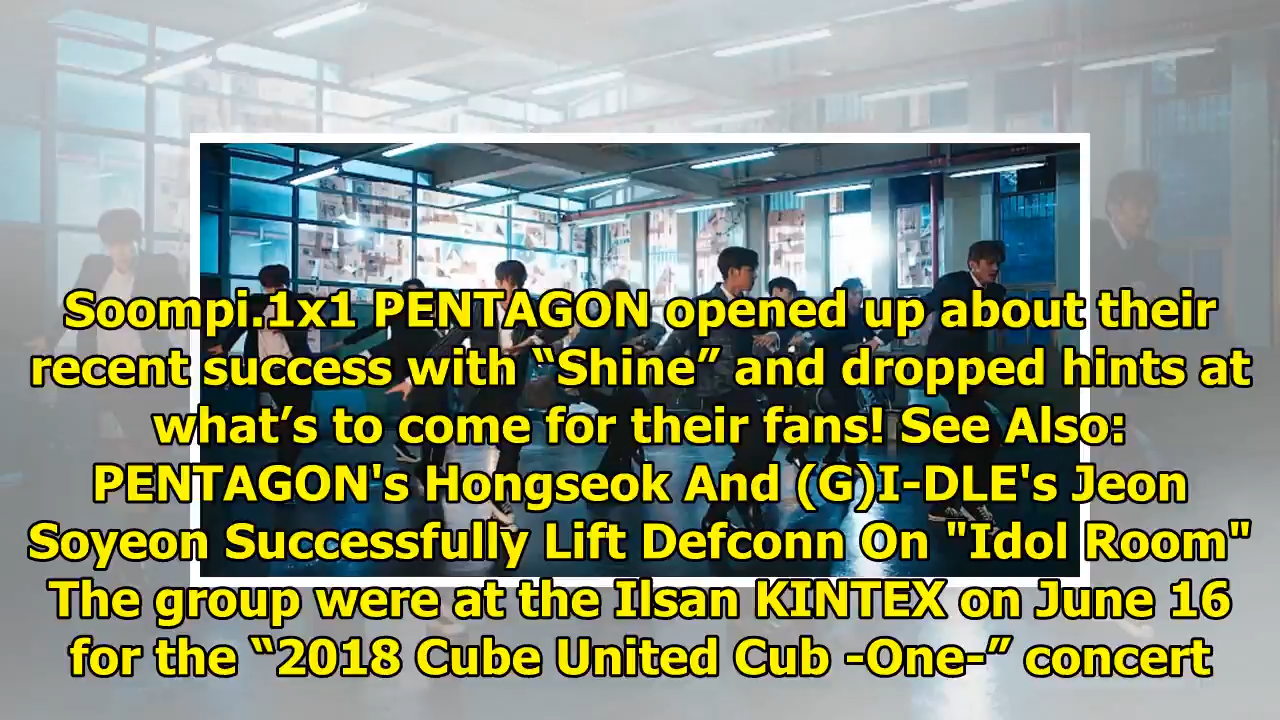 Soompi.1x1 PENTAGON opened up about their
recent success with “Shine” and dropped hints at
what’s to come for their fans! See Also:
PENTAGON's Hongseok And (G)I-DLE's Jeon
Soyeon Successfully Lift Defconn On "Idol Room"
The group were at the Ilsan KINTEX on June 16
for the “2018 Cube United Cub -One-” concert